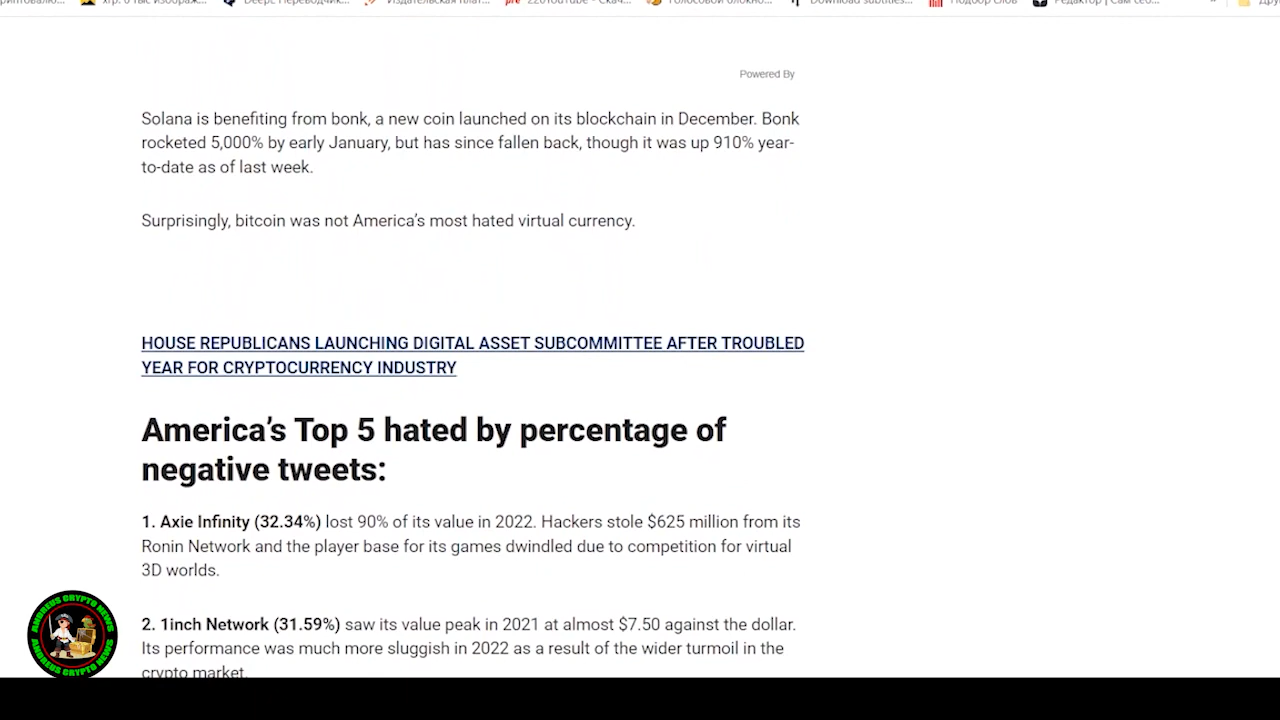 Powered By
Solana is benefiting from bonk, a new coin launched on its blockchain in December. Bonk
rocketed 5,000% by early January, but has since fallen back, though it was up 910% year-
to-date as of last week.
Surprisingly, bitcoin was not America's most hated virtual currency.
HOUSE REPUBLICANS LAUNCHING DIGITAL ASSET SUBCOMMITTEE AFTER TROUBLED
YEAR FOR CRYPTOCURRENCY INDUSTRY
America's Top 5 hated by percentage of
negative tweets:
1. Axie Infinity (32.34%) lost 90% of its value in 2022. Hackers stole $625 million from its
Ronin Network and the player base for its games dwindled due to competition for virtual
3D worlds.
2. 1inch Network (31.59%) saw its value peak in 2021 at almost $7.50 against the dollar.
Its performance was much more sluggish in 2022 as a result of the wider turmoil in the
crypto market.
ANDREUS CRYPTO NEWS
ANDREUS CRYPTO NEWS